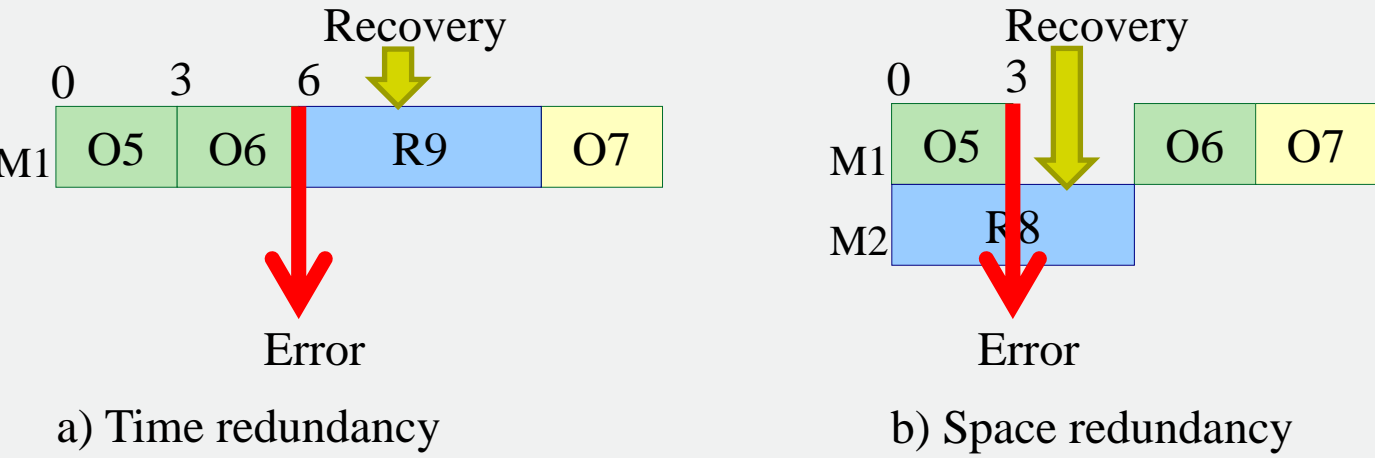 Recovery
0 3 6
M1 O5 O6 R9 O7
Error
a) Time redundancy
Recovery
0 3
M1 O5 O6 O7
M2 R8
Error
b) Space redundancy